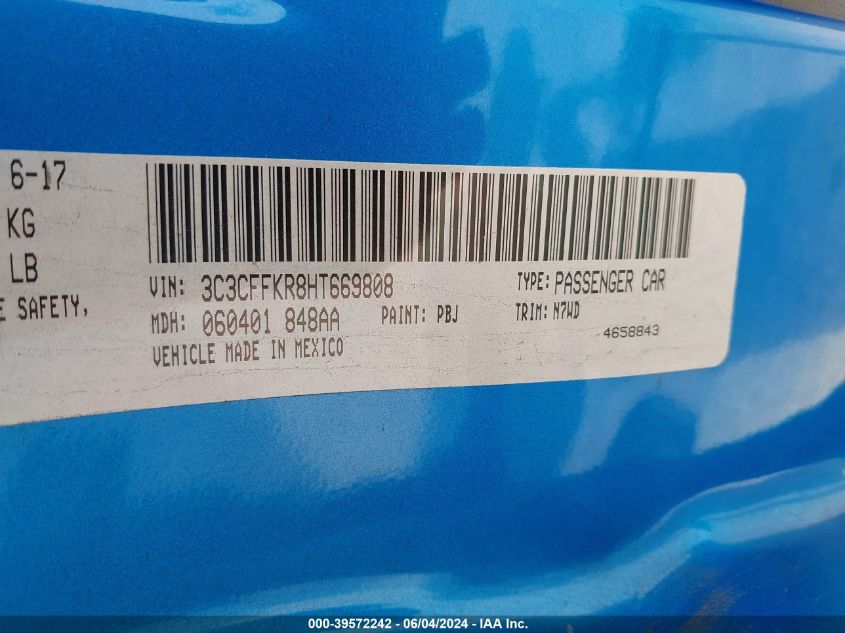 6-17
KG
LB
E SAFETY,
VIN: 3C3CFFKR8HT669808 TYPE: PASSENGER CAR
MDH: 060401 848AA PAINT: PBJ TRIM: N7WD
VEHICLE MADE IN MEXICO 4658843
000-39572242 - 06/04/2024 - IAA Inc.